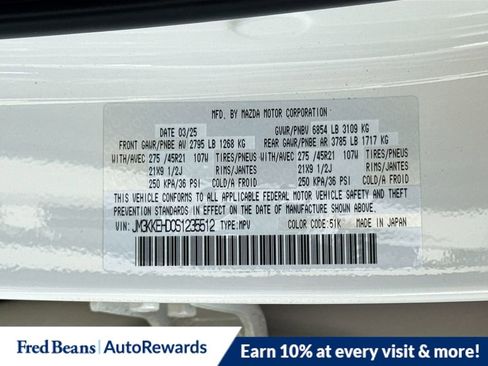 MFD. BY MAZDA MOTOR CORPORATION
DATE 03/25 GVWR/PNBV 6854 LB 3109 KG
FRONT GAWR/PNBE AV 2795 LB 1268 KG REAR GAWR/PNBE AR 3785 LB 1717 KG
WITH/AVEC 275 /45R21 107W TIRES/PNEUS WITH/AVEC 275 /45R21 107W TIRES/PNEUS
21X9 1/2J RIMS/JANTES 21X9 1/2J RIMS/JANTES
250 KPA/36 PSI COLD/A FROID 250 KPA/36 PSI COLD/A FROID
THIS VEHICLE CONFORMS TO ALL APPLICABLE FEDERAL MOTOR VEHICLE SAFETY AND THEFT
PREVENTION STANDARDS IN EFFECT ON THE DATE OF MANUFACTURE SHOWN ABOVE.
VIN: JM3KKEHD0S1235512 TYPE:MPV COLOR CODE: 51K MADE IN JAPAN
Fred Beans | AutoRewards Earn 10% at every visit & more!